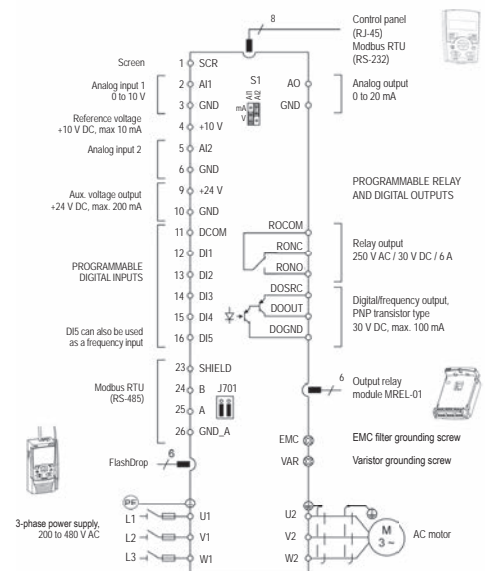 8
Control panel
(RJ-45)
Modbus RTU
(RS-232)
Screen
1 SCR
S1
Analog input 1
0 to 10 V
2 AI1
AI1
AI2
mA
V
AO
GND
Analog output
0 to 20 mA
3 GND
Reference voltage
+10 V DC, max 10 mA
4 +10 V
Analog input 2
5 AI2
6 GND
Aux. voltage output
+24 V DC, max. 200 mA
9 +24 V
10 GND
PROGRAMMABLE RELAY
AND DIGITAL OUTPUTS
PROGRAMMABLE
DIGITAL INPUTS
11 DCOM
12 DI1
13 DI2
14 DI3
15 DI4
16 DI5
DI5 can also be used
as a frequency input
ROCOM
RONC
RONO
Relay output
250 V AC / 30 V DC / 6 A
DOSRC
DOOUT
DOGND
Digital/frequency output,
PNP transistor type
30 V DC, max. 100 mA
Modbus RTU
(RS-485)
23 SHIELD
24 B
J701
25 A
26 GND_A
6
Output relay
module MREL-01
FlashDrop
6
EMC
EMC filter grounding screw
VAR
Varistor grounding screw
PE
3-phase power supply,
200 to 480 V AC
L1
U1
L2
V1
L3
W1
U2
V2
W2
M
3 ~
AC motor